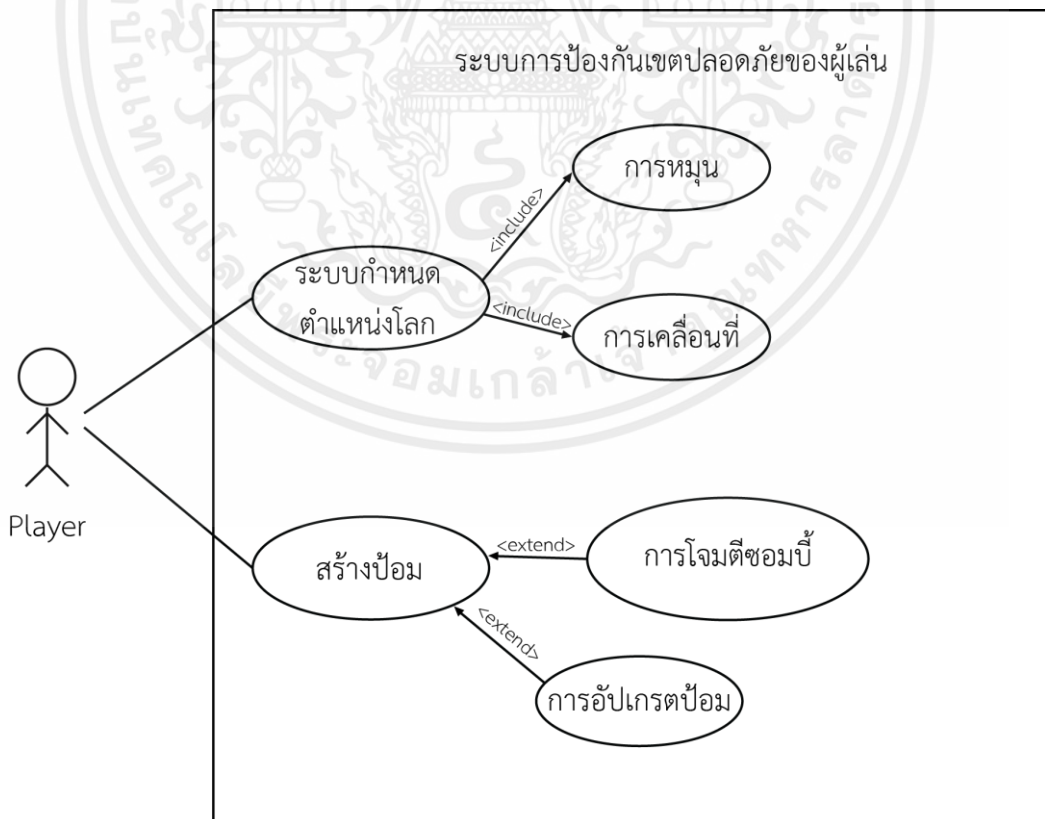 ระบบการป้องกันเขตปลอดภัยของผู้เล่น
การหมุน
<include>
ระบบกำหนด
ตำแหน่งโลก
<include>
การเคลื่อนที่
Player
สร้างป้อม
<extend>
การโจมตีซอมบี้
<extend>
การอัปเกรตป้อม